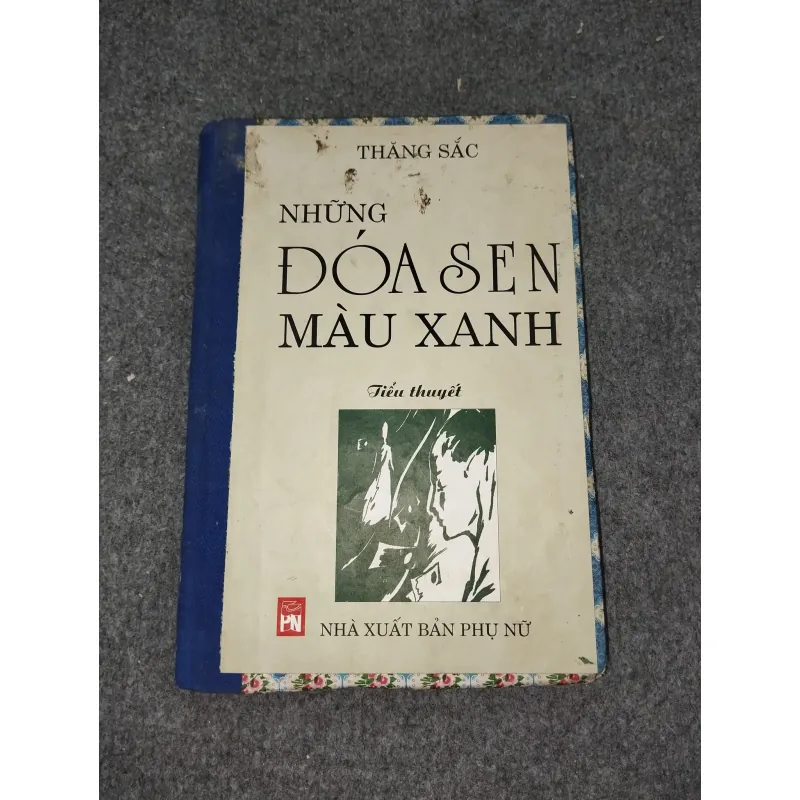 THĂNG SẮC
NHỮNG
ĐÓA SEN
MÀU XANH
Tiểu thuyết
PN
NHÀ XUẤT BẢN PHỤ NỮ